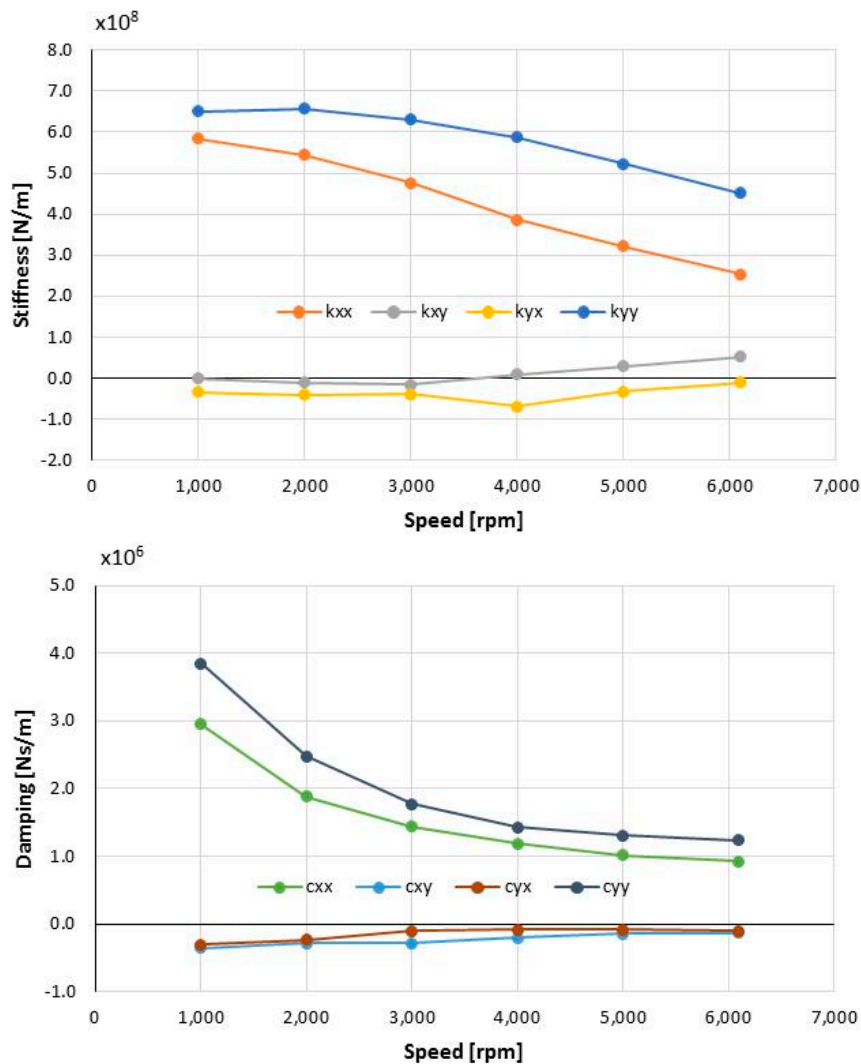 x10⁸
8.0
7.0
6.0
5.0
4.0
3.0
2.0
1.0
0.0
-1.0
-2.0
Stiffness [N/m]
kxx kxy kyx kyy
0 1,000 2,000 3,000 4,000 5,000 6,000 7,000
Speed [rpm]
x10⁶
5.0
4.0
3.0
2.0
1.0
0.0
-1.0
Damping [Ns/m]
cxx cxy cyx cyy
0 1,000 2,000 3,000 4,000 5,000 6,000 7,000
Speed [rpm]